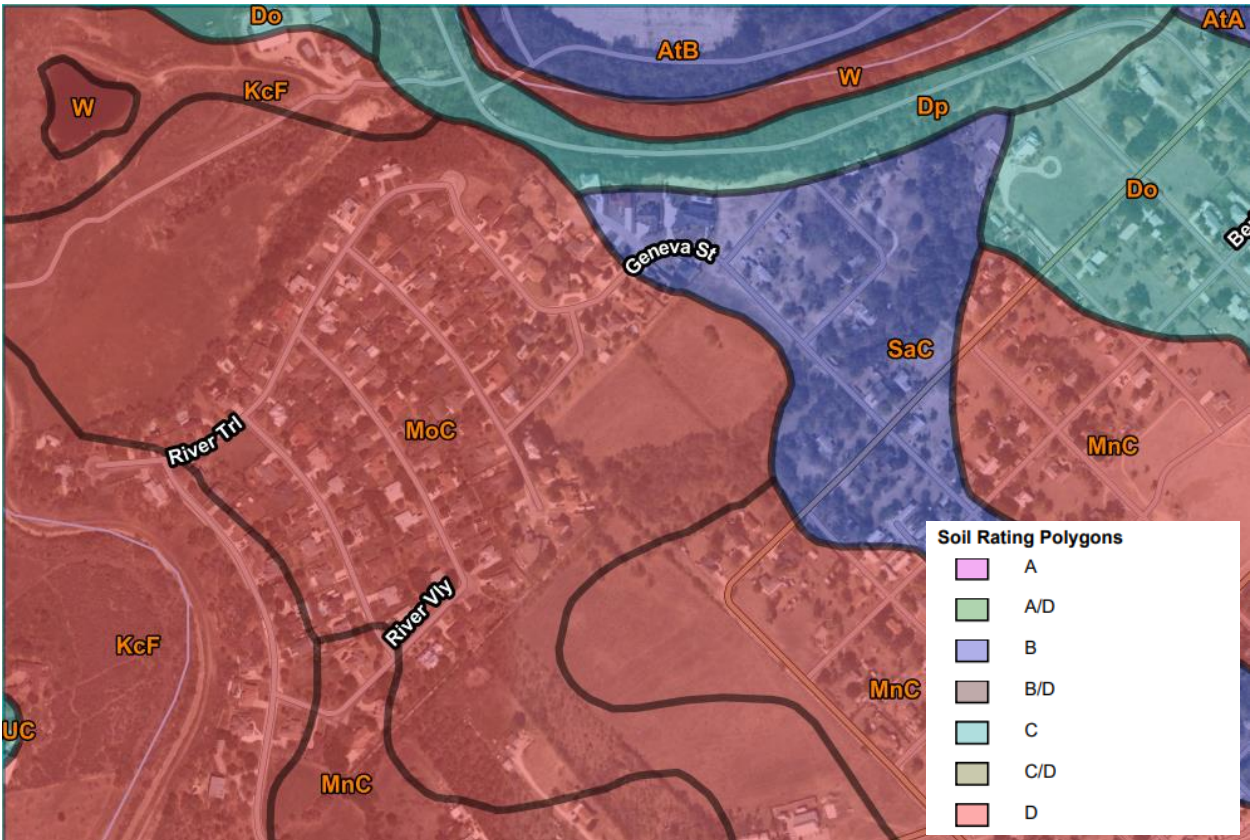 Do
AtB
AtA
W
KcF
W
Dp
Do
Geneva St
SaC
River Trl
MoC
MnC
River Vly
KcF
MnC
UC
MnC
Soil Rating Polygons
A
A/D
B
B/D
C
C/D
D